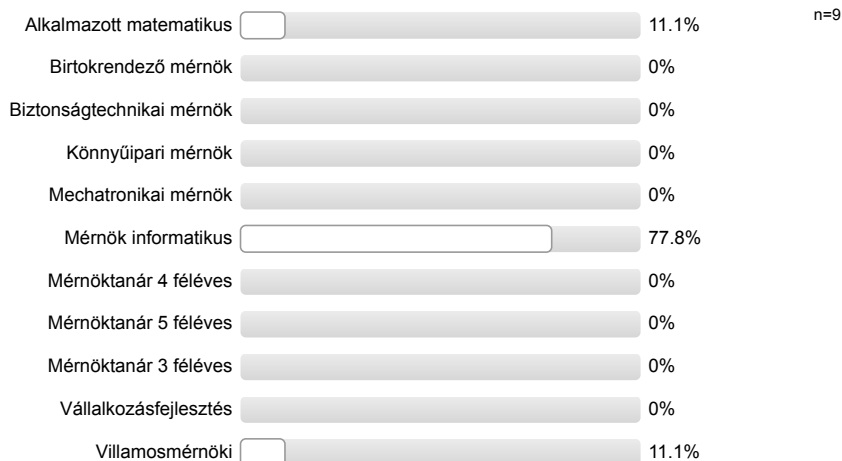 Alkalmazott matematikus 11.1% n=9
Birtokrendező mérnök 0%
Biztonságtechnikai mérnök 0%
Könnyűipari mérnök 0%
Mechatronikai mérnök 0%
Mérnök informatikus 77.8%
Mérnöktanár 4 féléves 0%
Mérnöktanár 5 féléves 0%
Mérnöktanár 3 féléves 0%
Vállalkozásfejlesztés 0%
Villamosmérnöki 11.1%